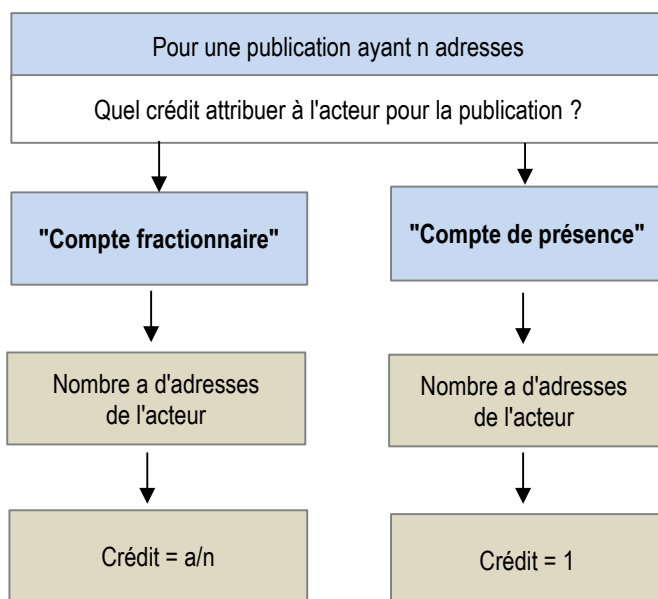 Pour une publication ayant n adresses
Quel crédit attribuer à l'acteur pour la publication ?
"Compte fractionnaire"
"Compte de présence"
Nombre a d'adresses
de l'acteur
Nombre a d'adresses
de l'acteur
Crédit = a/n
Crédit = 1